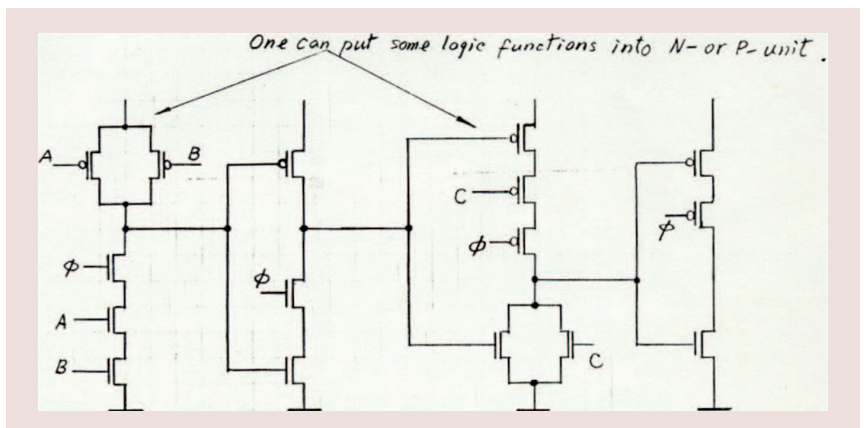 One can put some logic functions into N- or P- unit.
A
B
ϕ
A
B
ϕ
C
ϕ
C
ϕ